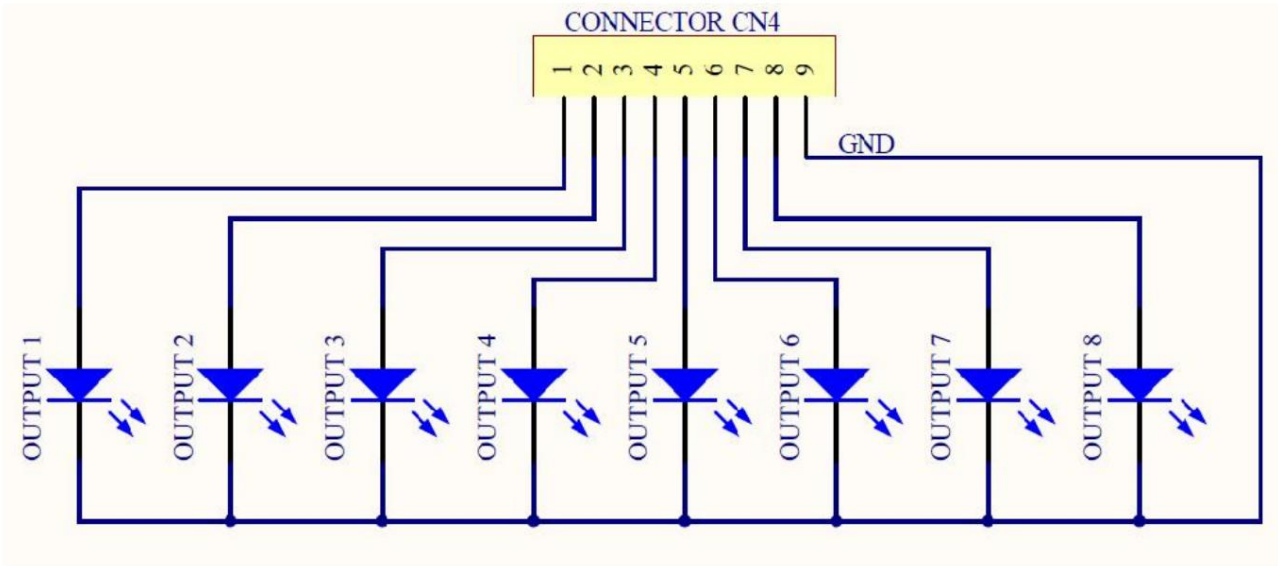 CONNECTOR CN4
1 2 3 4 5 6 7 8 9
GND
OUTPUT 1
OUTPUT 2
OUTPUT 3
OUTPUT 4
OUTPUT 5
OUTPUT 6
OUTPUT 7
OUTPUT 8